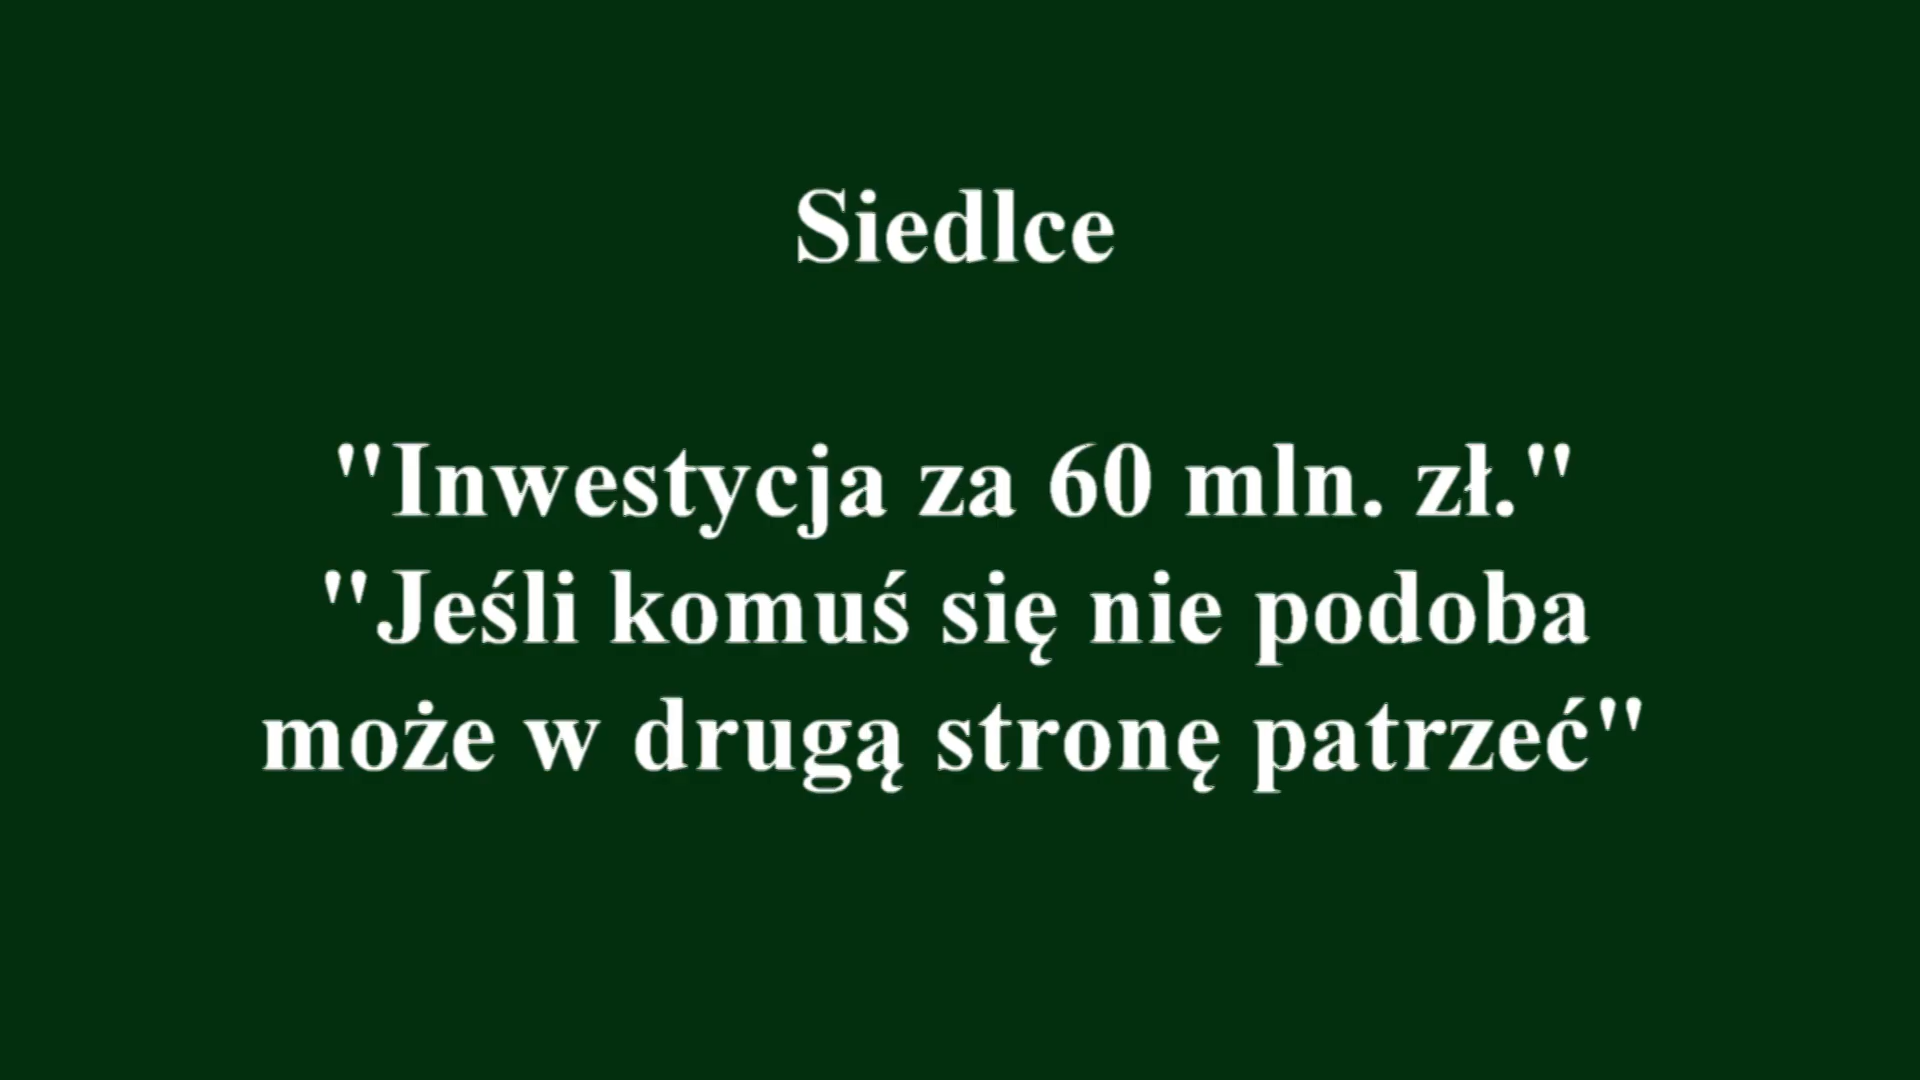 Siedlce
"Inwestycja za 60 mln. zł."
"Jeśli komuś się nie podoba
może w drugą stronę patrzeć"